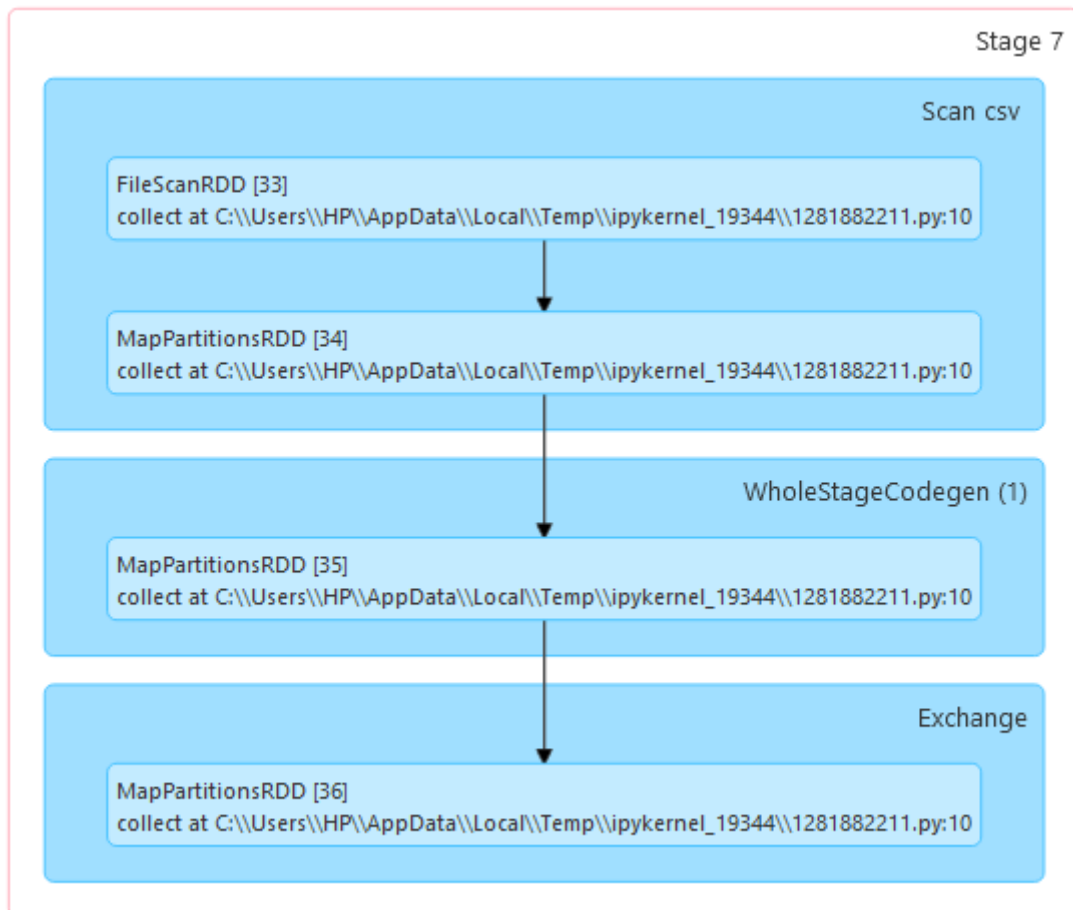 Stage 7
Scan csv
FileScanRDD [33]
collect at C:\\Users\\HP\\AppData\\Local\\Temp\\ipykernel_19344\\1281882211.py:10
MapPartitionsRDD [34]
collect at C:\\Users\\HP\\AppData\\Local\\Temp\\ipykernel_19344\\1281882211.py:10
WholeStageCodegen (1)
MapPartitionsRDD [35]
collect at C:\\Users\\HP\\AppData\\Local\\Temp\\ipykernel_19344\\1281882211.py:10
Exchange
MapPartitionsRDD [36]
collect at C:\\Users\\HP\\AppData\\Local\\Temp\\ipykernel_19344\\1281882211.py:10